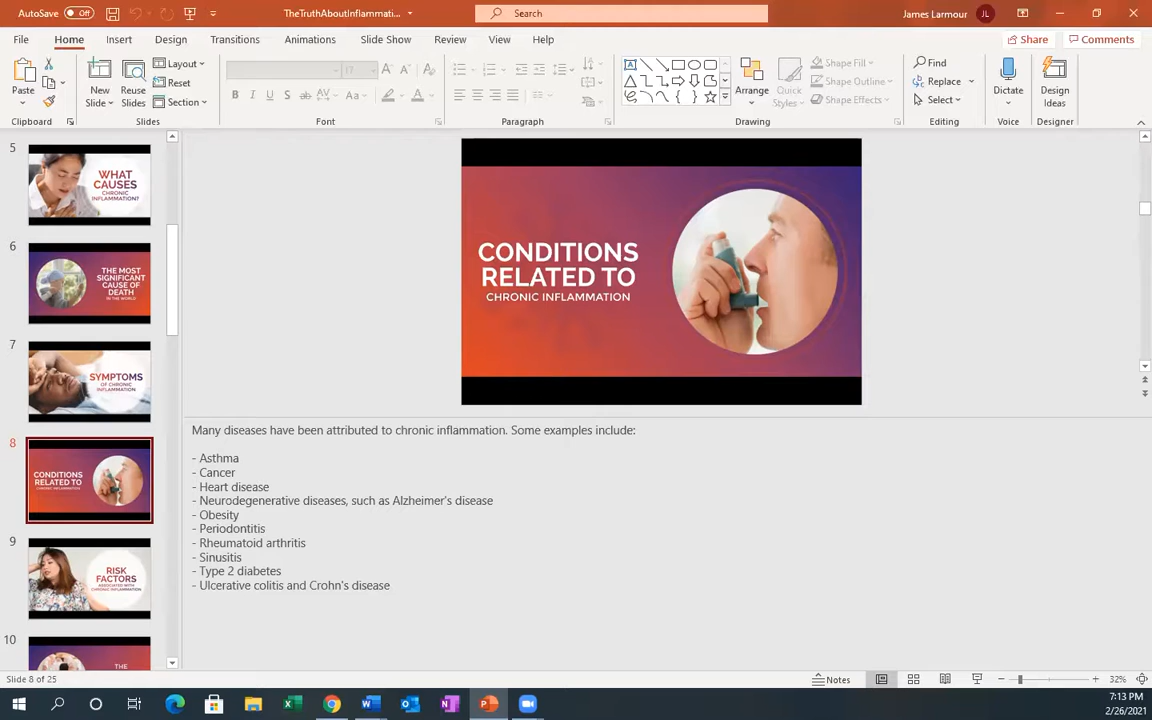 AutoSave Off
TheTruthAboutInflammati...
Search
James Larmour
JL
File Home Insert Design Transitions Animations Slide Show Review View Help
Share Comments
Paste
Clipboard
New Slides
Reuse Slides
Layout
Reset
Section
Slides
17
B I U S ab AV Aa A
Font
Paragraph
Arrange
Quick Styles
Shape Fill
Shape Outline
Shape Effects
Drawing
Find
Replace
Select
Editing
Dictate
Voice
Design Ideas
Designer
5
WHAT
CAUSES
CHRONIC
INFLAMMATION?
6
THE MOST
SIGNIFICANT
CAUSE OF
DEATH
IN THE WORLD
7
SYMPTOMS
OF CHRONIC
INFLAMMATION
8
CONDITIONS
RELATED TO
CHRONIC INFLAMMATION
9
RISK
FACTORS
ASSOCIATED WITH
CHRONIC INFLAMMATION
10
THE
CONDITIONS
RELATED TO
CHRONIC INFLAMMATION
Many diseases have been attributed to chronic inflammation. Some examples include:
- Asthma
- Cancer
- Heart disease
- Neurodegenerative diseases, such as Alzheimer's disease
- Obesity
- Periodontitis
- Rheumatoid arthritis
- Sinusitis
- Type 2 diabetes
- Ulcerative colitis and Crohn's disease
Slide 8 of 25
Notes
32%
7:13 PM
2/26/2021